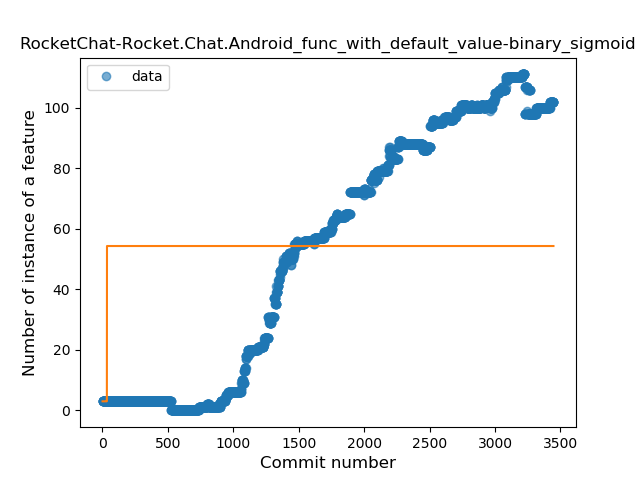 RocketChat-Rocket.Chat.Android_func_with_default_value-binary_sigmoid
data
Number of instance of a feature
100
80
60
40
20
0
0 500 1000 1500 2000 2500 3000 3500
Commit number